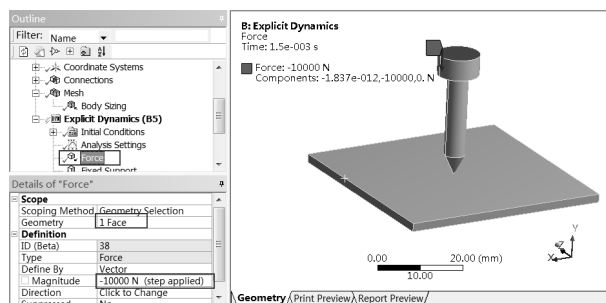 Outline
Filter: Name
Coordinate Systems
Connections
Mesh
Body Sizing
Explicit Dynamics (B5)
Initial Conditions
Analysis Settings
Force
Fixed Support
Details of "Force"
Scope
Scoping Method Geometry Selection
Geometry 1 Face
Definition
ID (Beta) 38
Type Force
Define By Vector
Magnitude -10000 N (step applied)
Direction Click to Change
Suppressed No
B: Explicit Dynamics
Force
Time: 1.5e-003 s
Force: -10000 N
Components: -1.837e-012,-10000,0. N
Y
X
Z
0.00 20.00 (mm)
10.00
Geometry Print Preview Report Preview